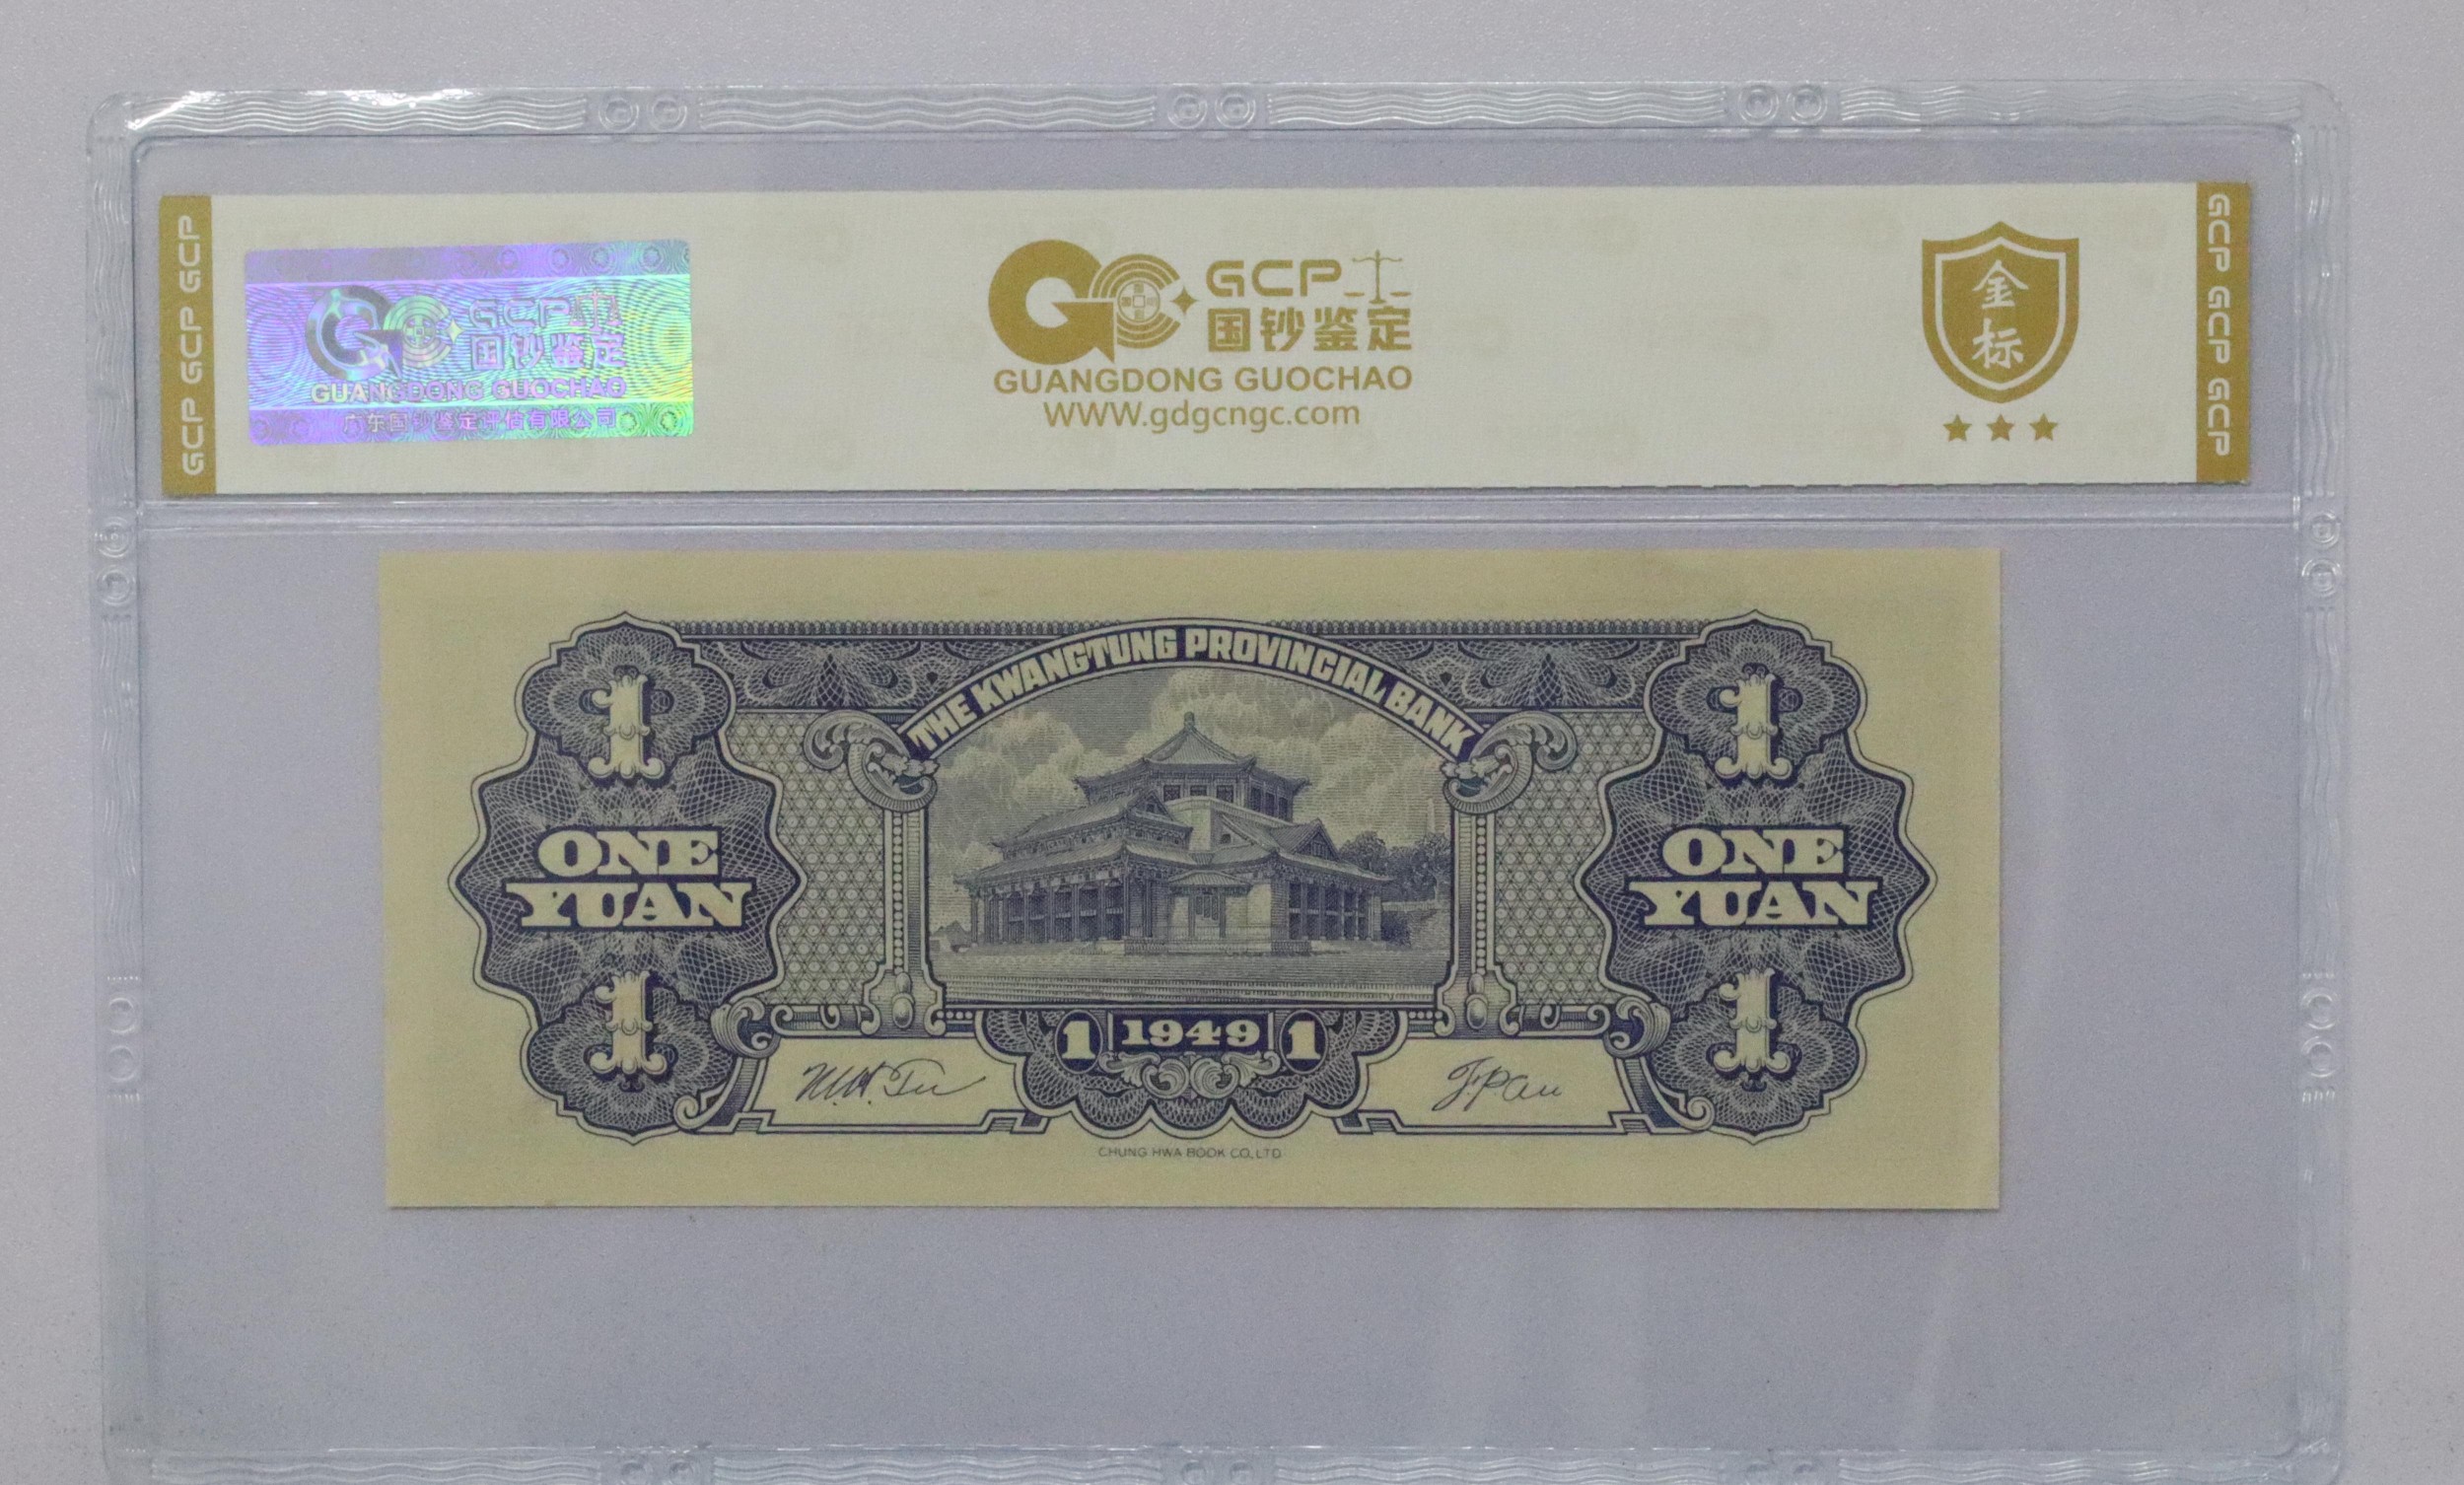 GCP GCP GCP
GCP
国钞鉴定
GUANGDONG GUOCHAO
广东国钞鉴定评估有限公司
GCP
国钞鉴定
GUANGDONG GUOCHAO
WWW.gdgcngc.com
金
标
GCP GCP GCP
THE KWANGTUNG PROVINCIAL BANK
1
1
ONE
YUAN
ONE
YUAN
1
1
1 1949 1
CHUNG HWA BOOK CO., LTD